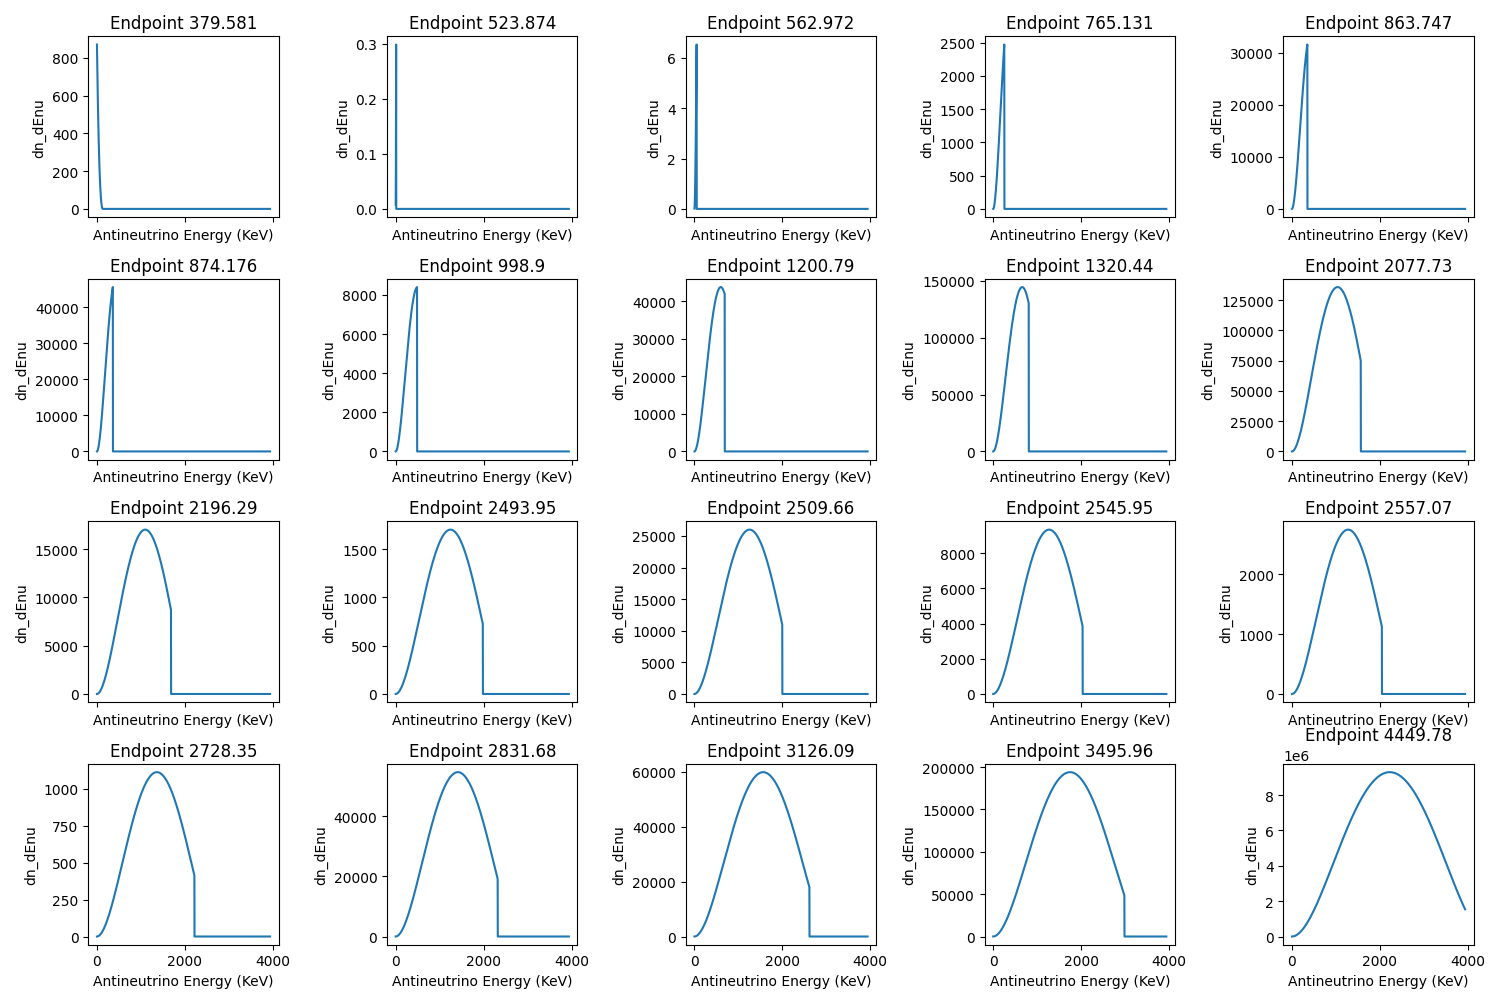 Endpoint 379.581
800
600
400
200
0
dn_dEnu
Antineutrino Energy (KeV)
Endpoint 523.874
0.3
0.2
0.1
0.0
dn_dEnu
Antineutrino Energy (KeV)
Endpoint 562.972
6
4
2
0
dn_dEnu
Antineutrino Energy (KeV)
Endpoint 765.131
2500
2000
1500
1000
500
0
dn_dEnu
Antineutrino Energy (KeV)
Endpoint 863.747
30000
20000
10000
0
dn_dEnu
Antineutrino Energy (KeV)
Endpoint 874.176
40000
30000
20000
10000
0
dn_dEnu
Antineutrino Energy (KeV)
Endpoint 998.9
8000
6000
4000
2000
0
dn_dEnu
Antineutrino Energy (KeV)
Endpoint 1200.79
40000
30000
20000
10000
0
dn_dEnu
Antineutrino Energy (KeV)
Endpoint 1320.44
150000
100000
50000
0
dn_dEnu
Antineutrino Energy (KeV)
Endpoint 2077.73
125000
100000
75000
50000
25000
0
dn_dEnu
Antineutrino Energy (KeV)
Endpoint 2196.29
15000
10000
5000
0
dn_dEnu
Antineutrino Energy (KeV)
Endpoint 2493.95
1500
1000
500
0
dn_dEnu
Antineutrino Energy (KeV)
Endpoint 2509.66
25000
20000
15000
10000
5000
0
dn_dEnu
Antineutrino Energy (KeV)
Endpoint 2545.95
8000
6000
4000
2000
0
dn_dEnu
Antineutrino Energy (KeV)
Endpoint 2557.07
2000
1000
0
dn_dEnu
Antineutrino Energy (KeV)
Endpoint 2728.35
1000
750
500
250
0
dn_dEnu
0 2000 4000
Antineutrino Energy (KeV)
Endpoint 2831.68
40000
20000
0
dn_dEnu
0 2000 4000
Antineutrino Energy (KeV)
Endpoint 3126.09
60000
40000
20000
0
dn_dEnu
0 2000 4000
Antineutrino Energy (KeV)
Endpoint 3495.96
200000
150000
100000
50000
0
dn_dEnu
0 2000 4000
Antineutrino Energy (KeV)
Endpoint 4449.78
1e6
8
6
4
2
0
dn_dEnu
0 2000 4000
Antineutrino Energy (KeV)